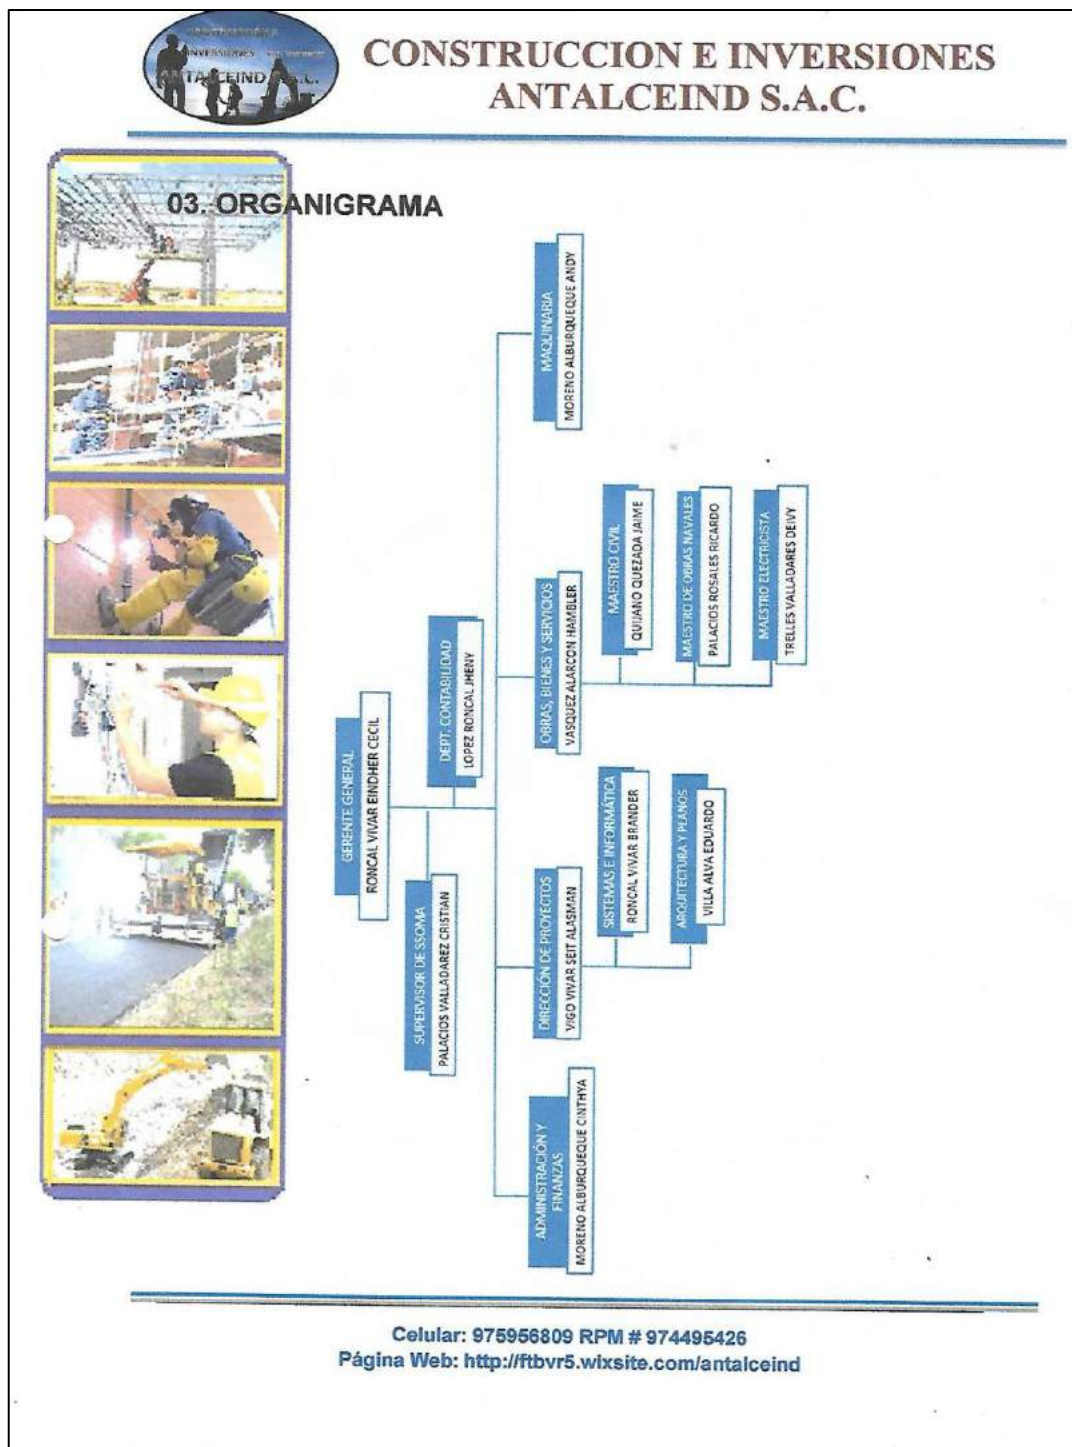 INVERSIONES
ANTALCEIND S.A.C.
CONSTRUCCION E INVERSIONES
ANTALCEIND S.A.C.
03. ORGANIGRAMA
GERENTE GENERAL
RONCAL VIVAR EINDHER CECIL
SUPERVISOR DE SSOMA
PALACIOS VALLADAREZ CRISTIAN
DEPT. CONTABILIDAD
LOPEZ RONCAL JHENY
ADMINISTRACIÓN Y
FINANZAS
MORENO ALBURQUEQUE CINTHYA
DIRECCIÓN DE PROYECTOS
VIGO VIVAR SEIT ALASMAN
SISTEMAS E INFORMÁTICA
RONCAL VIVAR BRANDER
ARQUITECTURA Y PLANOS
VILLA ALVA EDUARDO
OBRAS, BIENES Y SERVICIOS
VASQUEZ ALARCON HAMBLER
MAESTRO CIVIL
QUIJANO QUEZADA JAIME
MAESTRO DE OBRAS NAVALES
PALACIOS ROSALES RICARDO
MAESTRO ELECTRICISTA
TRELLES VALLADARES DEIVY
MAQUINARIA
MORENO ALBURQUEQUE ANDY
Celular: 975956809 RPM # 974495426
Página Web: http://ftbvr5.wixsite.com/antalceind